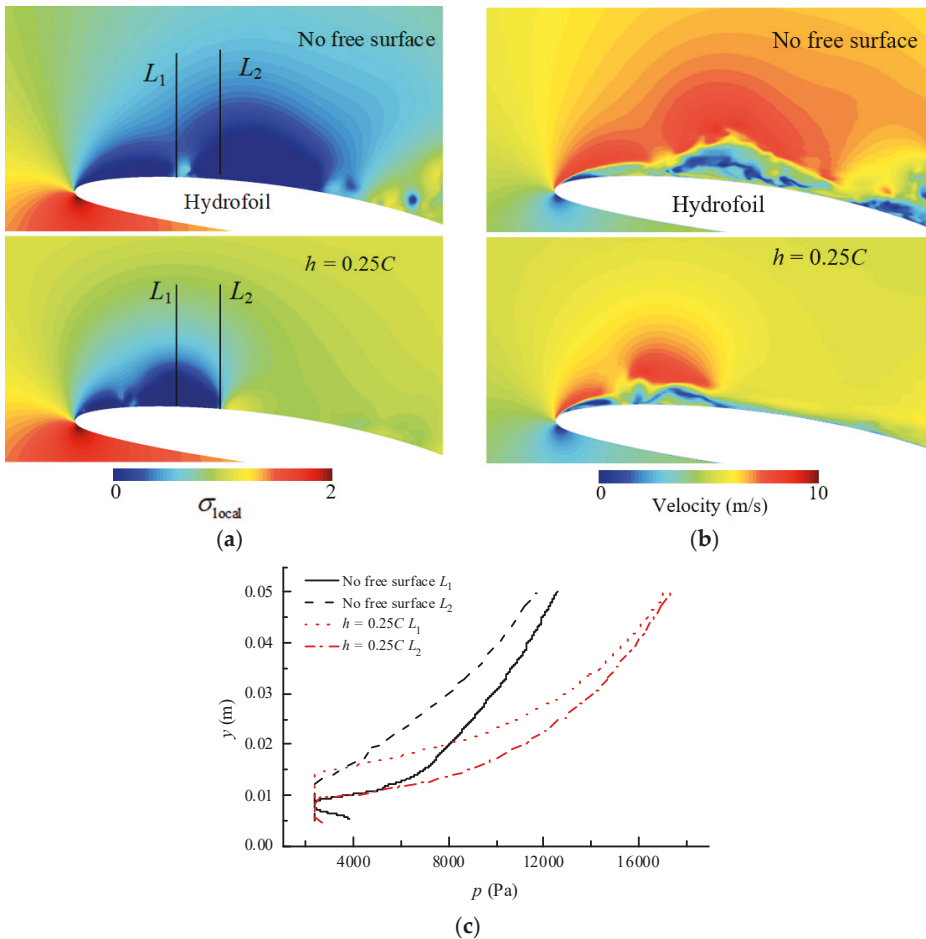 No free surface
L1
L2
Hydrofoil
h = 0.25C
L1
L2
0
2
σlocal
(a)
No free surface
Hydrofoil
h = 0.25C
0
10
Velocity (m/s)
(b)
No free surface L1
No free surface L2
h = 0.25C L1
h = 0.25C L2
0.05
0.04
0.03
0.02
0.01
0.00
y (m)
4000 8000 12000 16000
p (Pa)
(c)